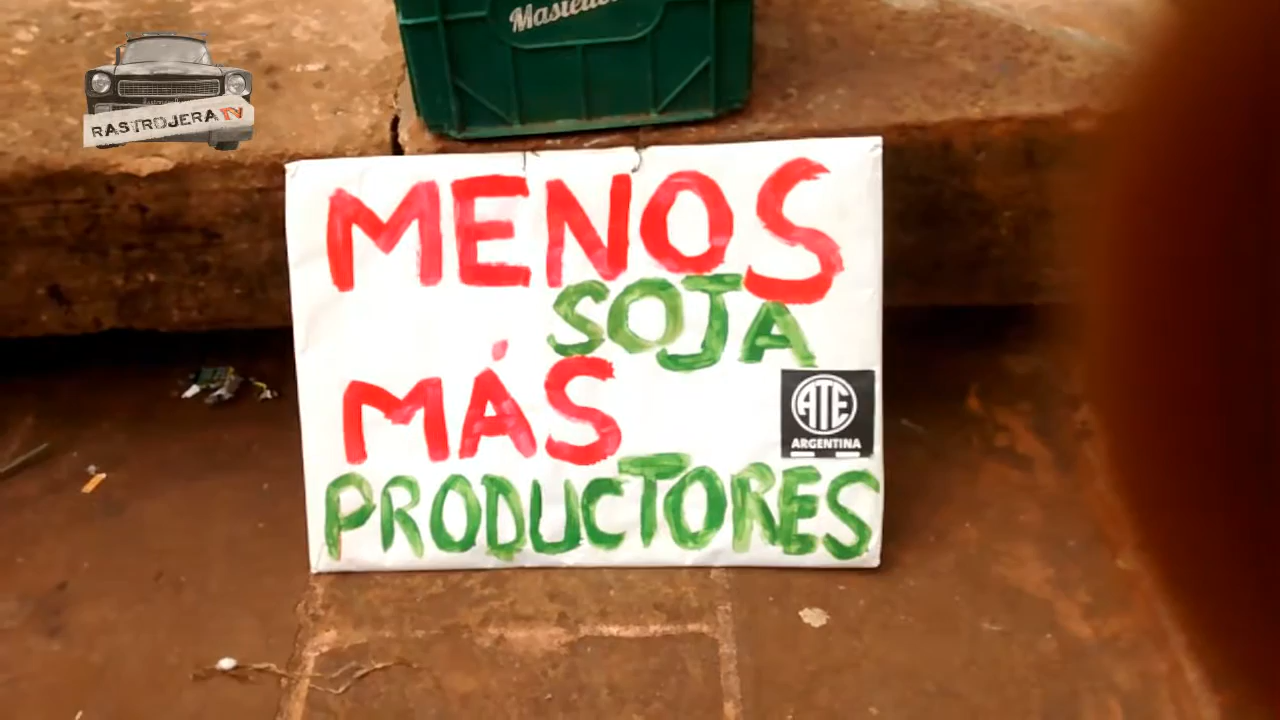 RASTROJERA TV
MENOS
SOJA
MÁS
PRODUCTORES
ATE
ARGENTINA